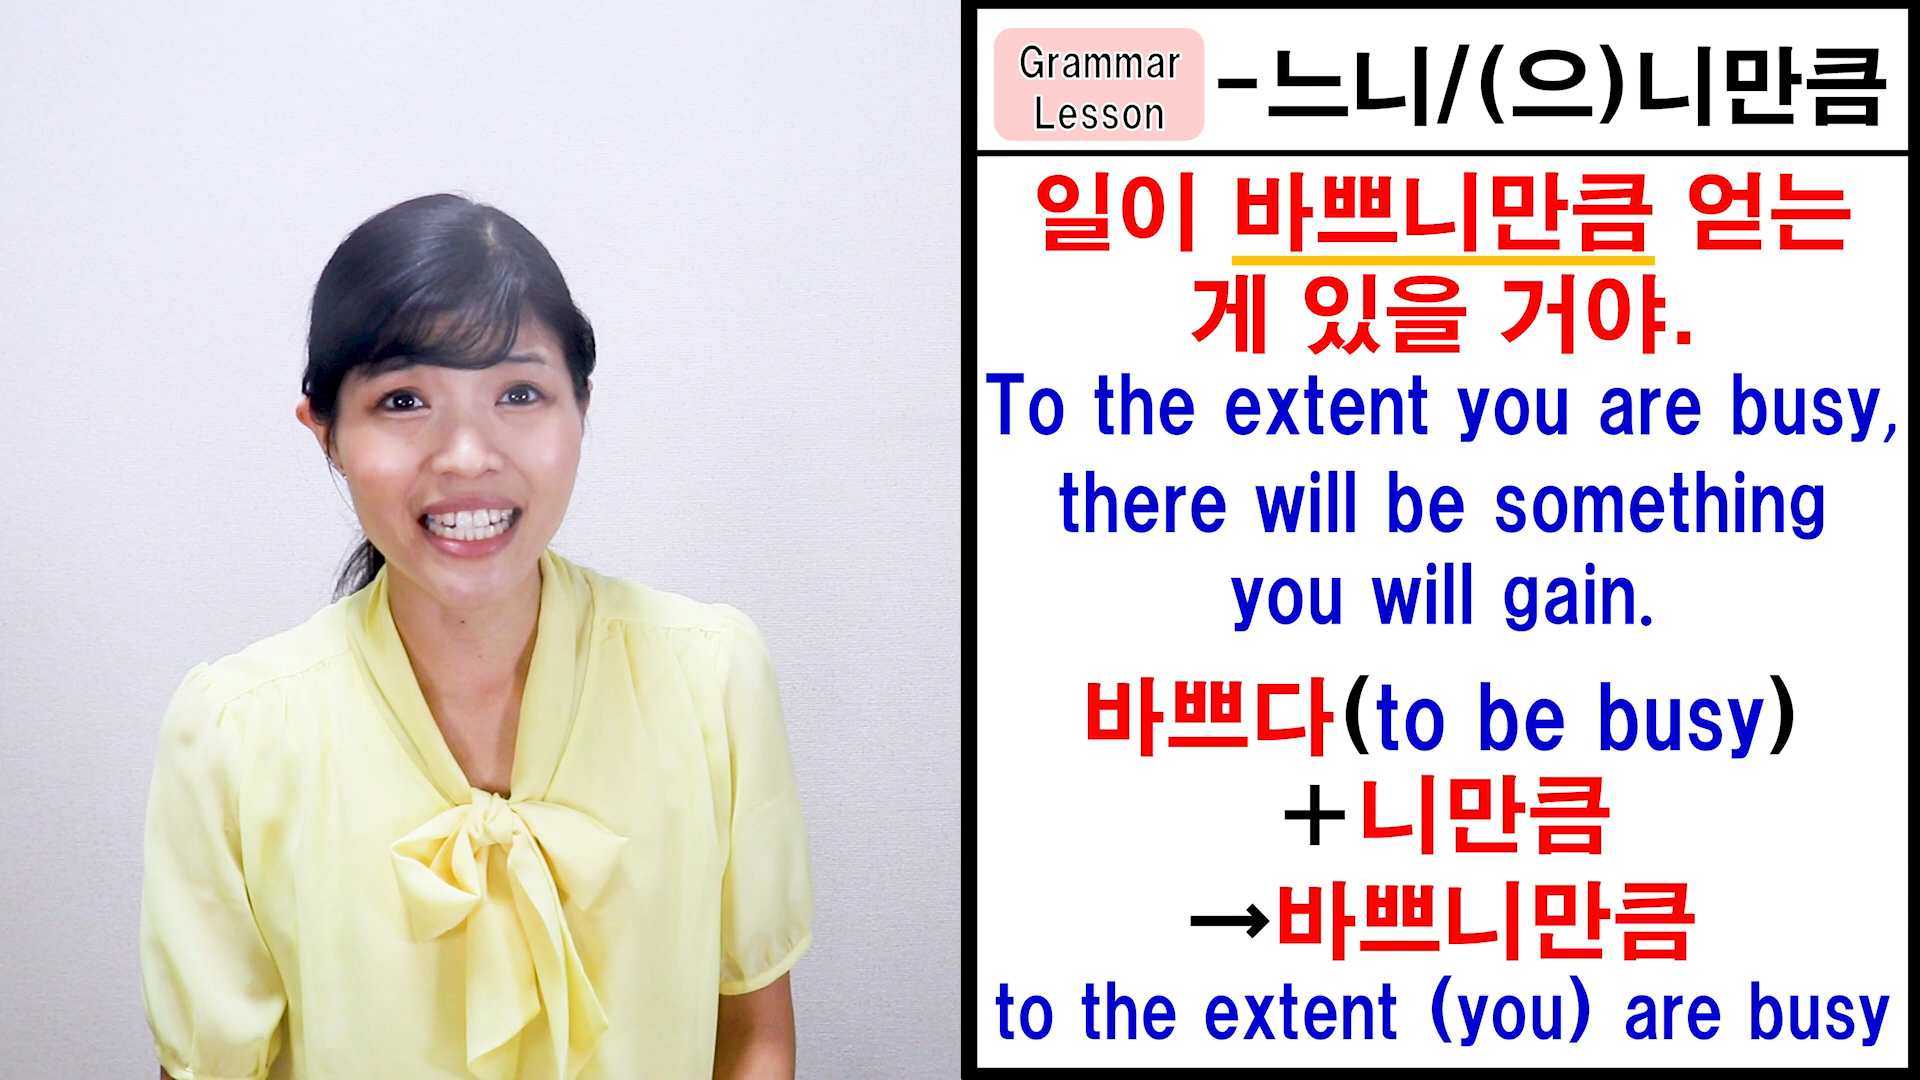 Grammar
Lesson
-느니/(으)니만큼
일이 바쁘니만큼 얻는
게 있을 거야.
To the extent you are busy,
there will be something
you will gain.
바쁘다(to be busy)
+니만큼
→바쁘니만큼
to the extent (you) are busy